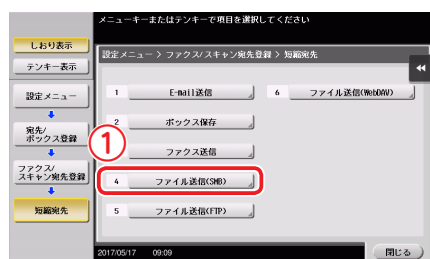 メニューキーまたはテンキーで項目を選択してください
しおり表示
テンキー表示
設定メニュー > ファクス/スキャン宛先登録 > 短縮宛先
設定メニュー
宛先/
ボックス登録
ファクス/
スキャン宛先登録
短縮宛先
1 E-mail送信
6 ファイル送信(WebDAV)
2 ボックス保存
①
ファクス送信
4 ファイル送信(SMB)
5 ファイル送信(FTP)
2017/05/17 09:09
閉じる